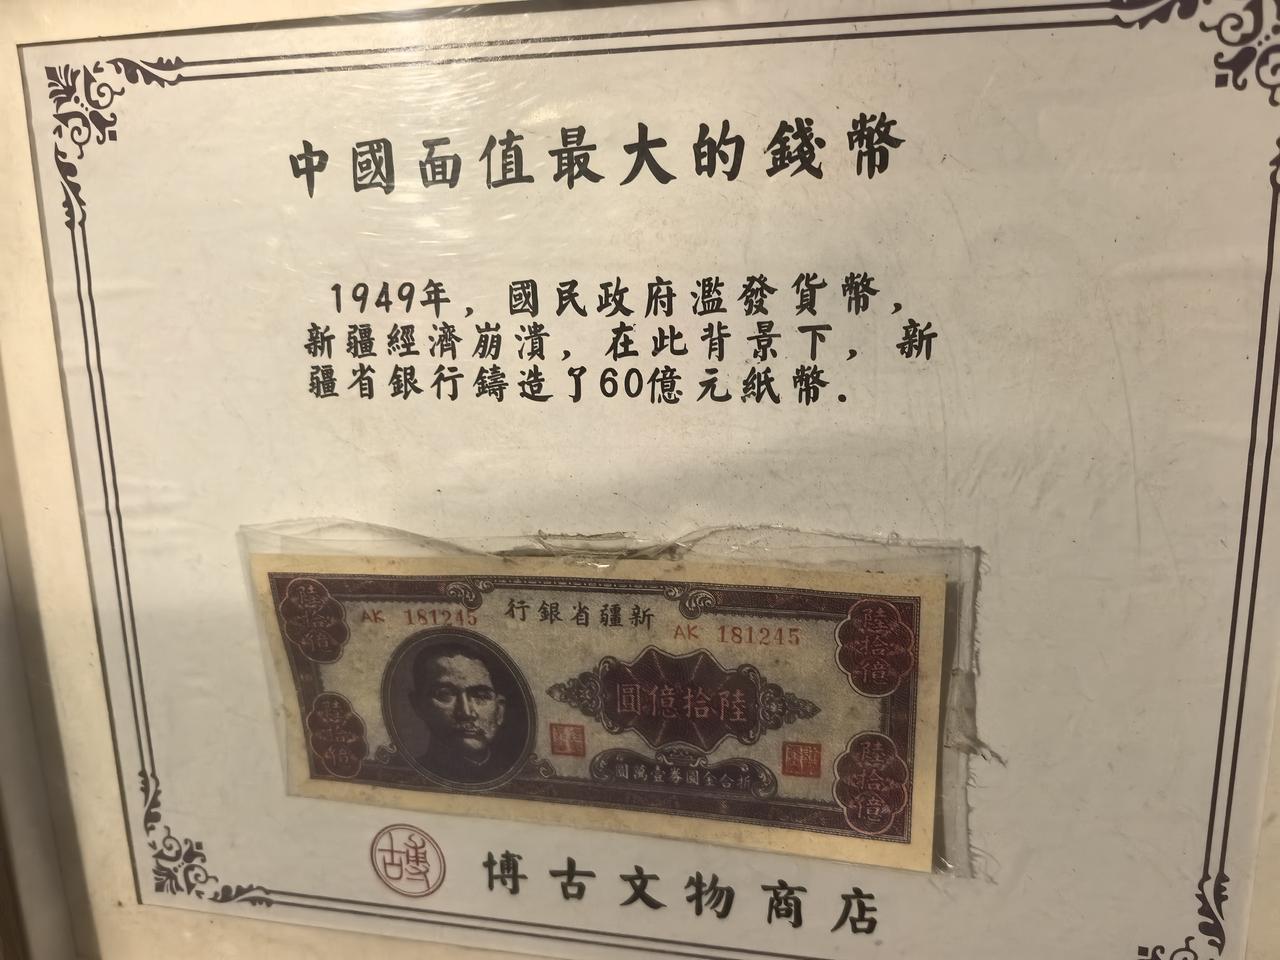 中國面值最大的錢幣
1949年，國民政府濫發貨幣，
新疆經濟崩潰，在此背景下，新
疆省銀行鑄造了60億元紙幣.
陸拾億
AK 181245
行銀省疆新
AK 181245
陸拾億
圓億拾陸
陸拾億
圓萬壹券圓金合折
陸拾億
博古
博古文物商店